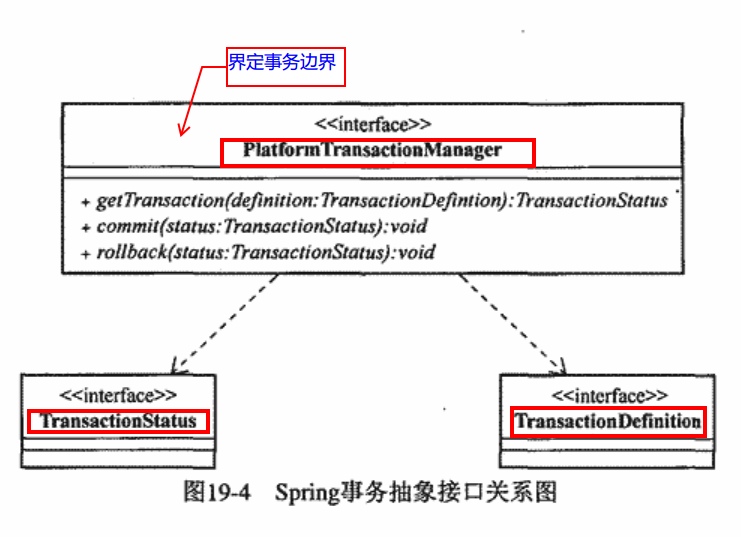 界定事务边界
<<interface>>
PlatformTransactionManager
+ getTransaction(definition:TransactionDefintion):TransactionStatus
+ commit(status:TransactionStatus):void
+ rollback(status:TransactionStatus):void
<<interface>>
TransactionStatus
<<interface>>
TransactionDefinition
图19-4 Spring事务抽象接口关系图